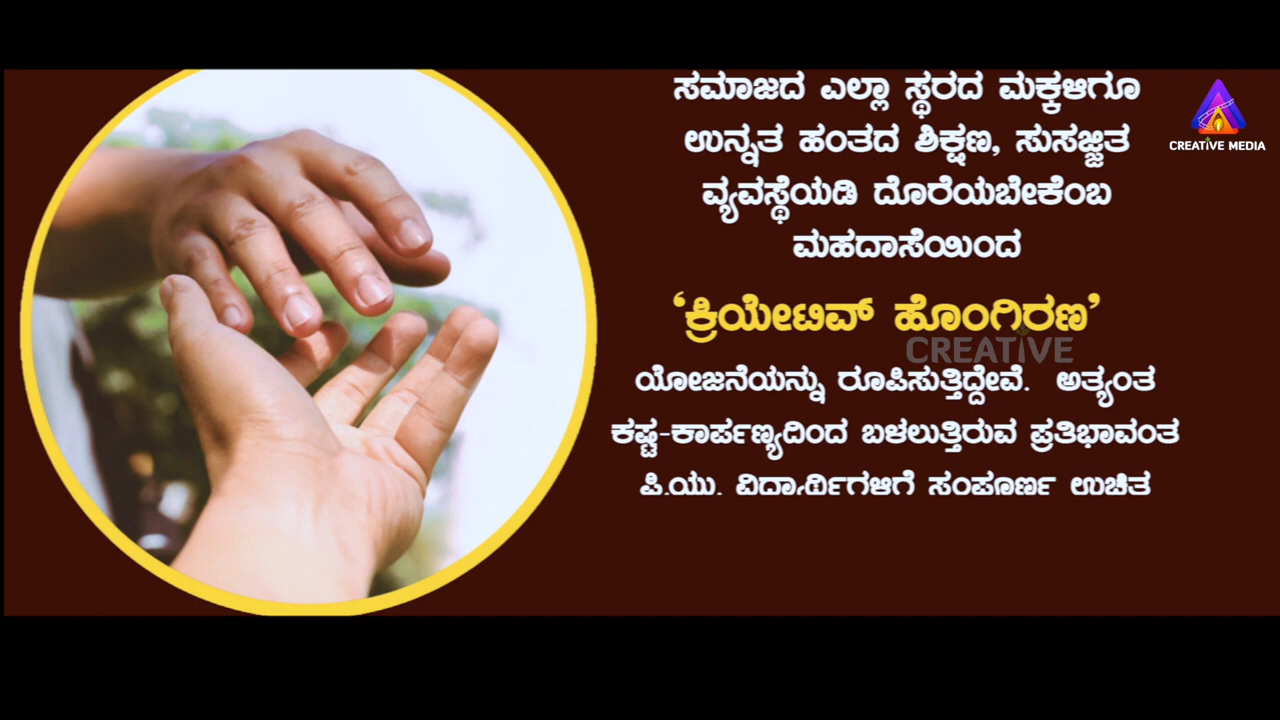 ಸಮಾಜದ ಎಲ್ಲಾ ಸ್ಥರದ ಮಕ್ಕಳಿಗೂ
ಉನ್ನತ ಹಂತದ ಶಿಕ್ಷಣ, ಸುಸಜ್ಜಿತ
ವ್ಯವಸ್ಥೆಯಡಿ ದೊರೆಯಬೇಕೆಂಬ
ಮಹದಾಸೆಯಿಂದ
‘ಕ್ರಿಯೇಟಿವ್ ಹೊಂಗಿರಣ’
CREATIVE
ಯೋಜನೆಯನ್ನು ರೂಪಿಸುತ್ತಿದ್ದೇವೆ. ಅತ್ಯಂತ
ಕಷ್ಟ-ಕಾರ್ಪಣ್ಯದಿಂದ ಬಳಲುತ್ತಿರುವ ಪ್ರತಿಭಾವಂತ
ಪಿ.ಯು. ವಿದ್ಯಾರ್ಥಿಗಳಿಗೆ ಸಂಪೂರ್ಣ ಉಚಿತ
CREATIVE MEDIA